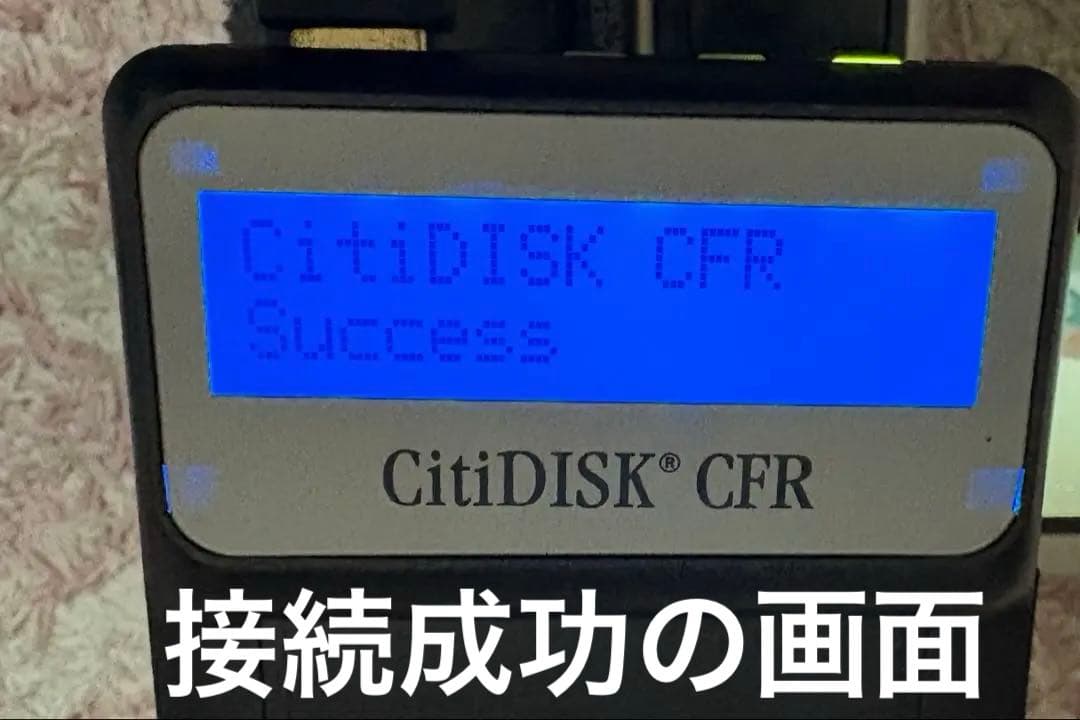 CitiDISK CFR
Success
CitiDISK® CFR
接続成功の画面